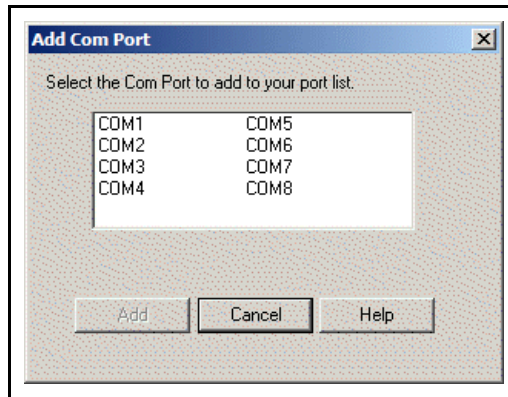 Add Com Port
Select the Com Port to add to your port list.
COM1 COM5
COM2 COM6
COM3 COM7
COM4 COM8
Add Cancel Help